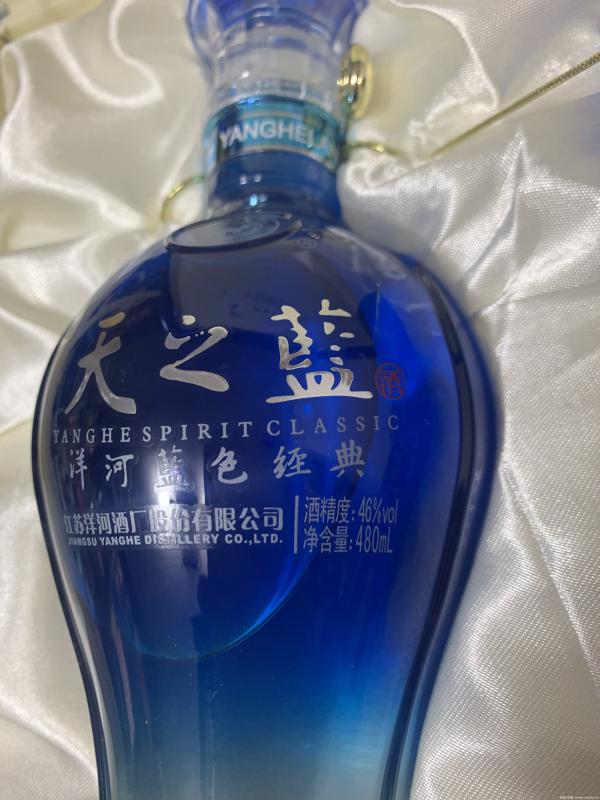 YANGHE
天之藍
酒
YANGHE SPIRIT CLASSIC
洋河藍色经典
江苏洋河酒厂股份有限公司
JIANGSU YANGHE DISTILLERY CO.,LTD.
酒精度:46%vol
净含量:480mL